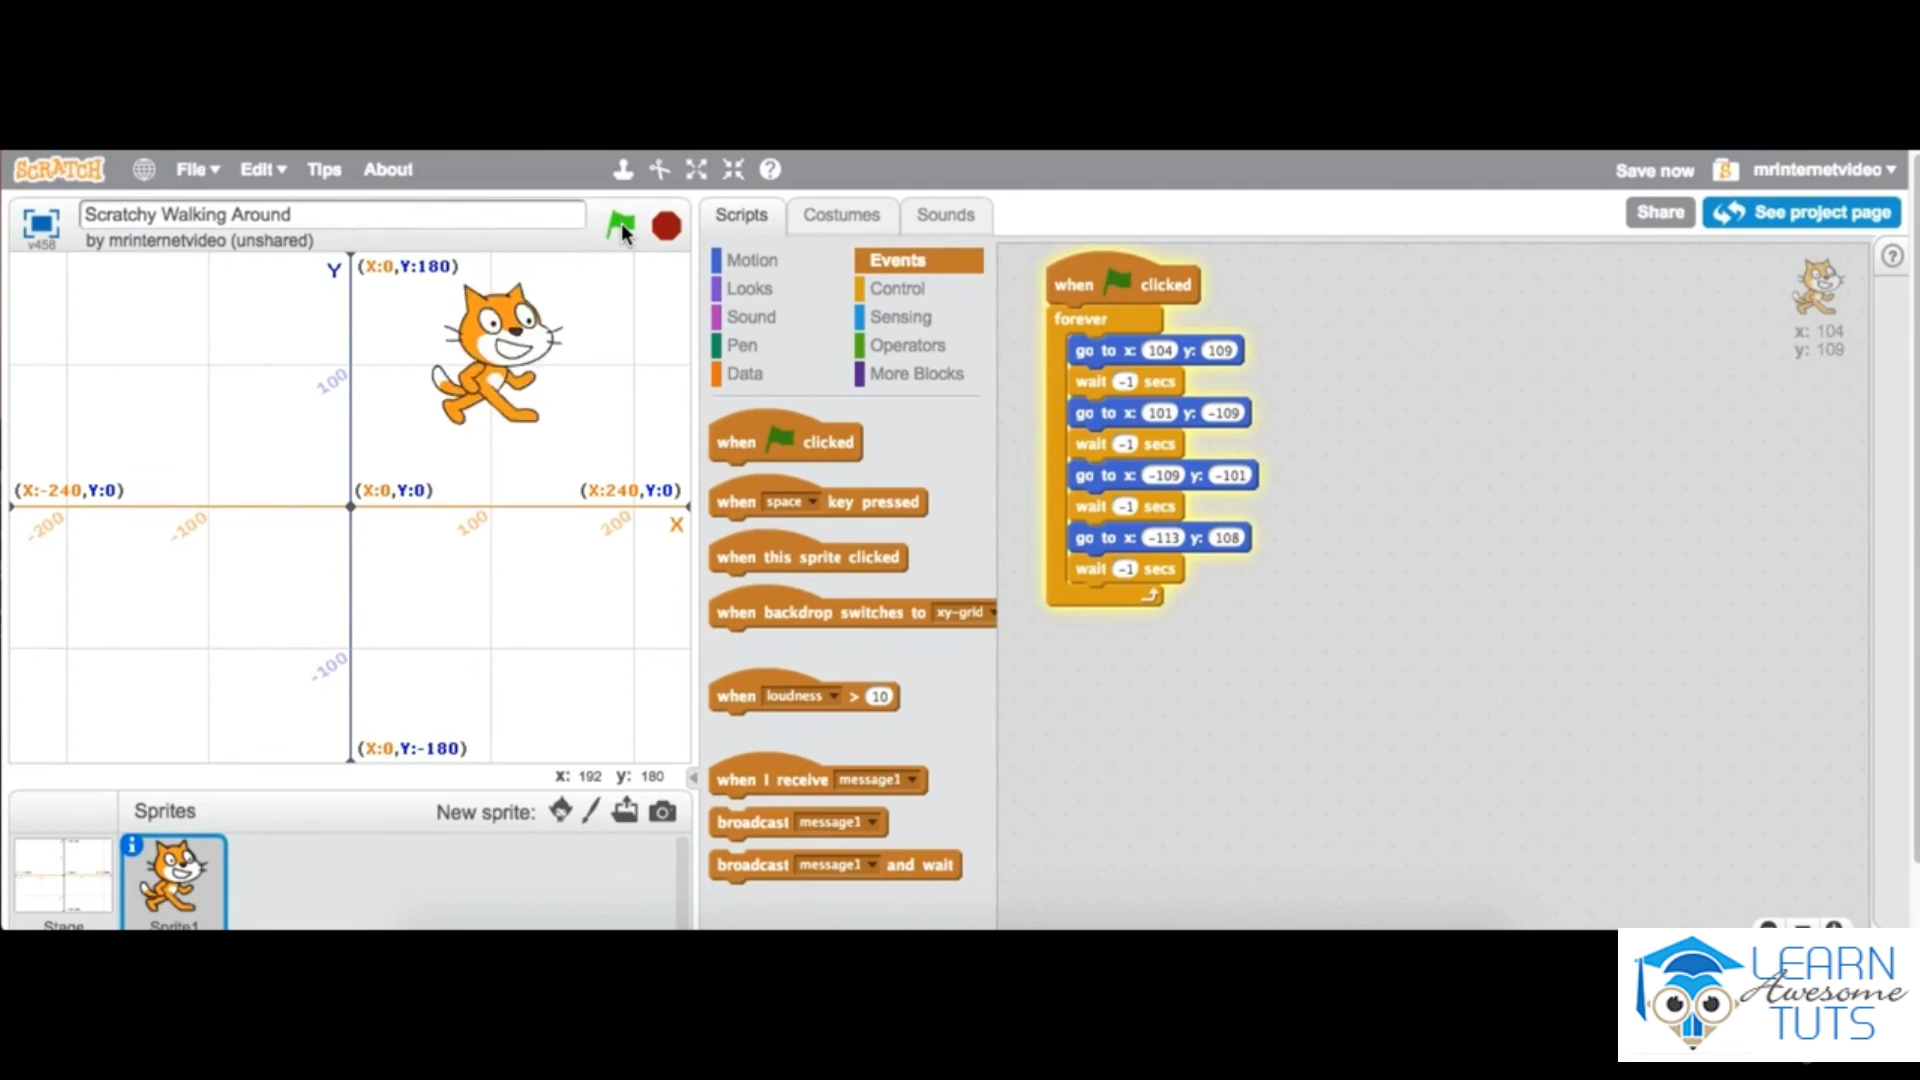 SCRATCH File Edit Tips About Save now mrinternetvideo
Scratchy Walking Around
by mrinternetvideo (unshared)
v458
Scripts Costumes Sounds
Share See project page
Y (X:0,Y:180)
100
(X:-240,Y:0) (X:0,Y:0) (X:240,Y:0)
-200 -100 100 200 X
-100
(X:0,Y:-180)
x: 192 y: 180
Sprites New sprite:
Stage Sprite1
Motion Events
Looks Control
Sound Sensing
Pen Operators
Data More Blocks
when clicked
when space key pressed
when this sprite clicked
when backdrop switches to xy-grid
when loudness > 10
when I receive message1
broadcast message1
broadcast message1 and wait
when clicked
forever
go to x: 104 y: 109
wait -1 secs
go to x: 101 y: -109
wait -1 secs
go to x: -109 y: -101
wait -1 secs
go to x: -113 y: 108
wait -1 secs
x: 104
y: 109
LEARN
Awesome
TUTS